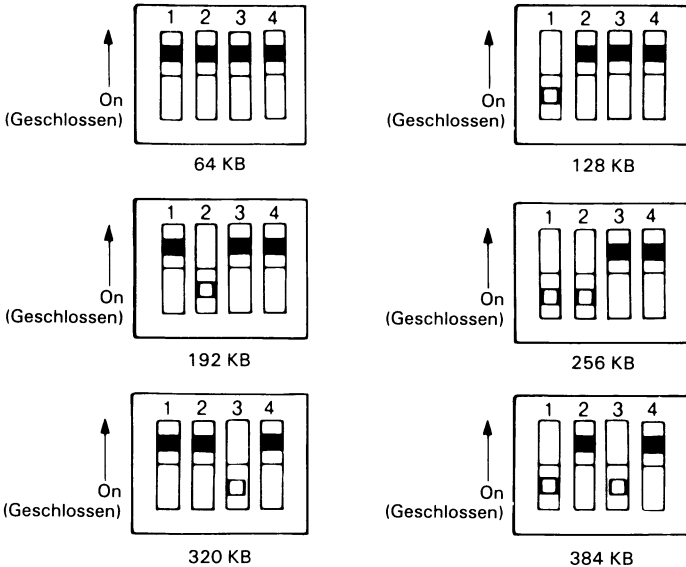 1 2 3 4
On
(Geschlossen)
64 KB
1 2 3 4
On
(Geschlossen)
128 KB
1 2 3 4
On
(Geschlossen)
192 KB
1 2 3 4
On
(Geschlossen)
256 KB
1 2 3 4
On
(Geschlossen)
320 KB
1 2 3 4
On
(Geschlossen)
384 KB